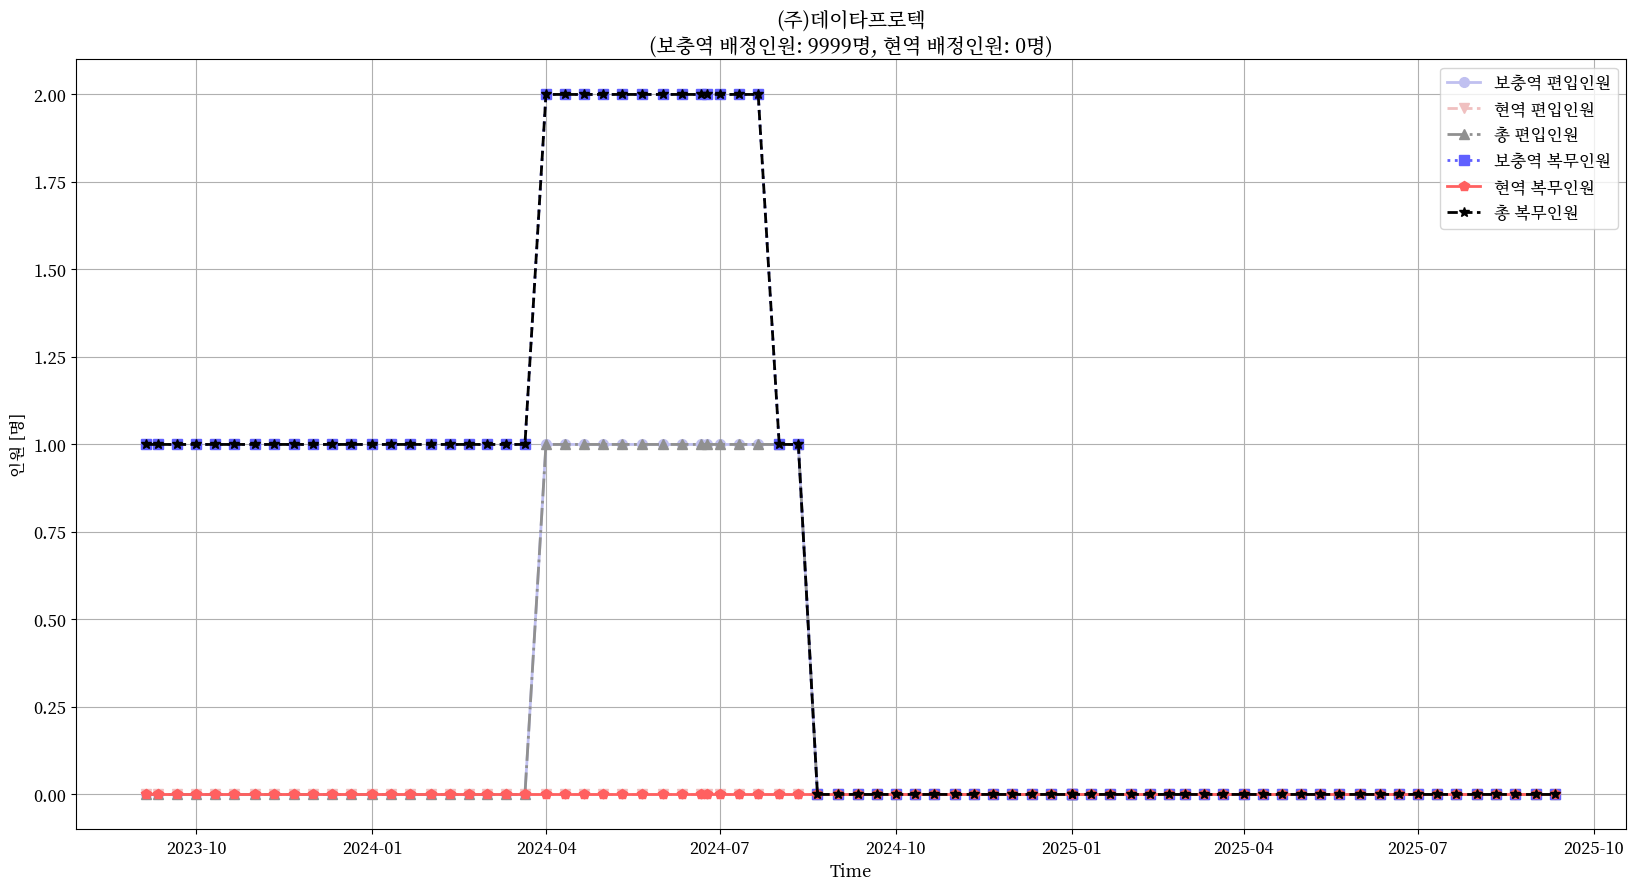 (주)데이타프로텍
(보충역 배정인원: 9999명, 현역 배정인원: 0명)
보충역 편입인원
현역 편입인원
총 편입인원
보충역 복무인원
현역 복무인원
총 복무인원
인원 [명]
2.00
1.75
1.50
1.25
1.00
0.75
0.50
0.25
0.00
2023-10 2024-01 2024-04 2024-07 2024-10 2025-01 2025-04 2025-07 2025-10
Time